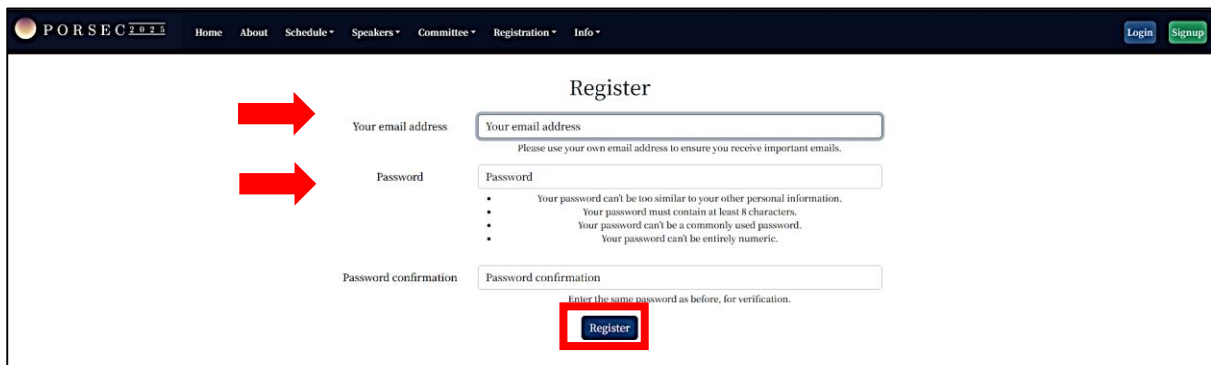 PORSEC2025 Home About Schedule Speakers Committee Registration Info Login Signup
Register
Your email address Your email address
Please use your own email address to ensure you receive important emails.
Password Password
Your password can't be too similar to your other personal information.
Your password must contain at least 8 characters.
Your password can't be a commonly used password.
Your password can't be entirely numeric.
Password confirmation Password confirmation
Enter the same password as before, for verification.
Register